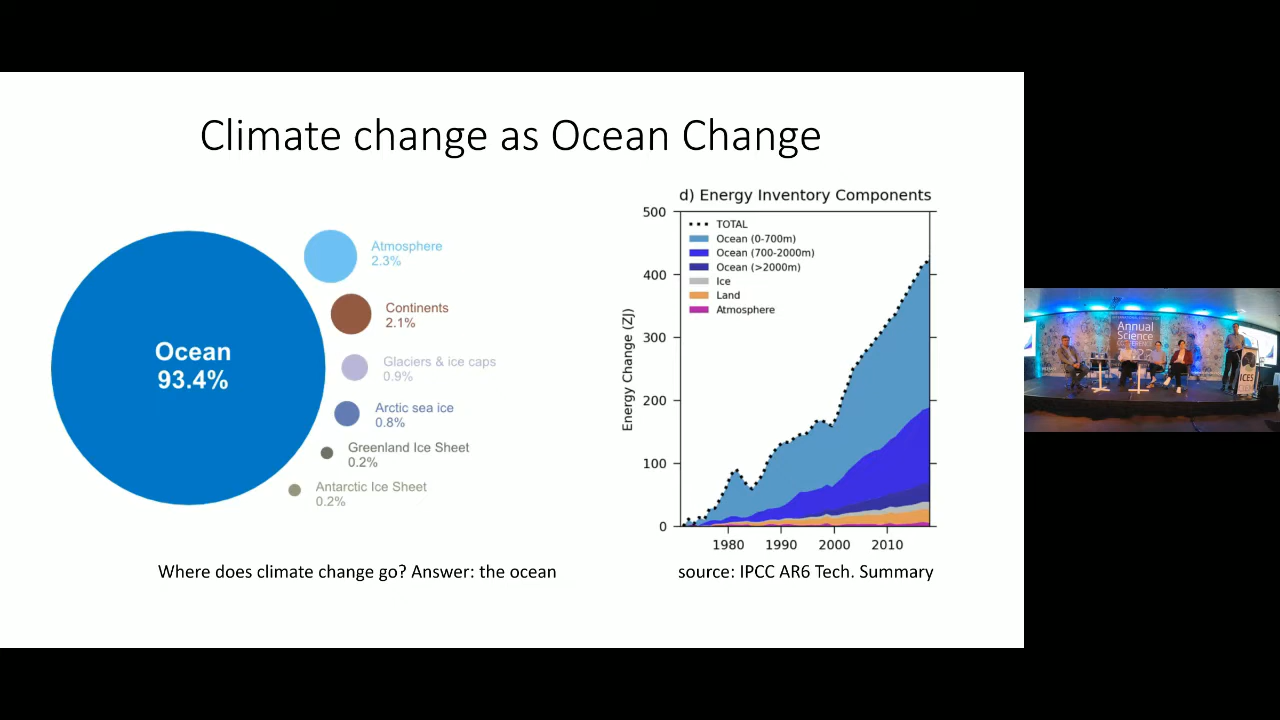 Climate change as Ocean Change
Ocean
93.4%
Atmosphere
2.3%
Continents
2.1%
Glaciers & ice caps
0.9%
Arctic sea ice
0.8%
Greenland Ice Sheet
0.2%
Antarctic Ice Sheet
0.2%
Where does climate change go? Answer: the ocean
d) Energy Inventory Components
Energy Change (ZJ)
500
400
300
200
100
0
TOTAL
Ocean (0-700m)
Ocean (700-2000m)
Ocean (>2000m)
Ice
Land
Atmosphere
1980
1990
2000
2010
source: IPCC AR6 Tech. Summary
Annual
Science
ICES